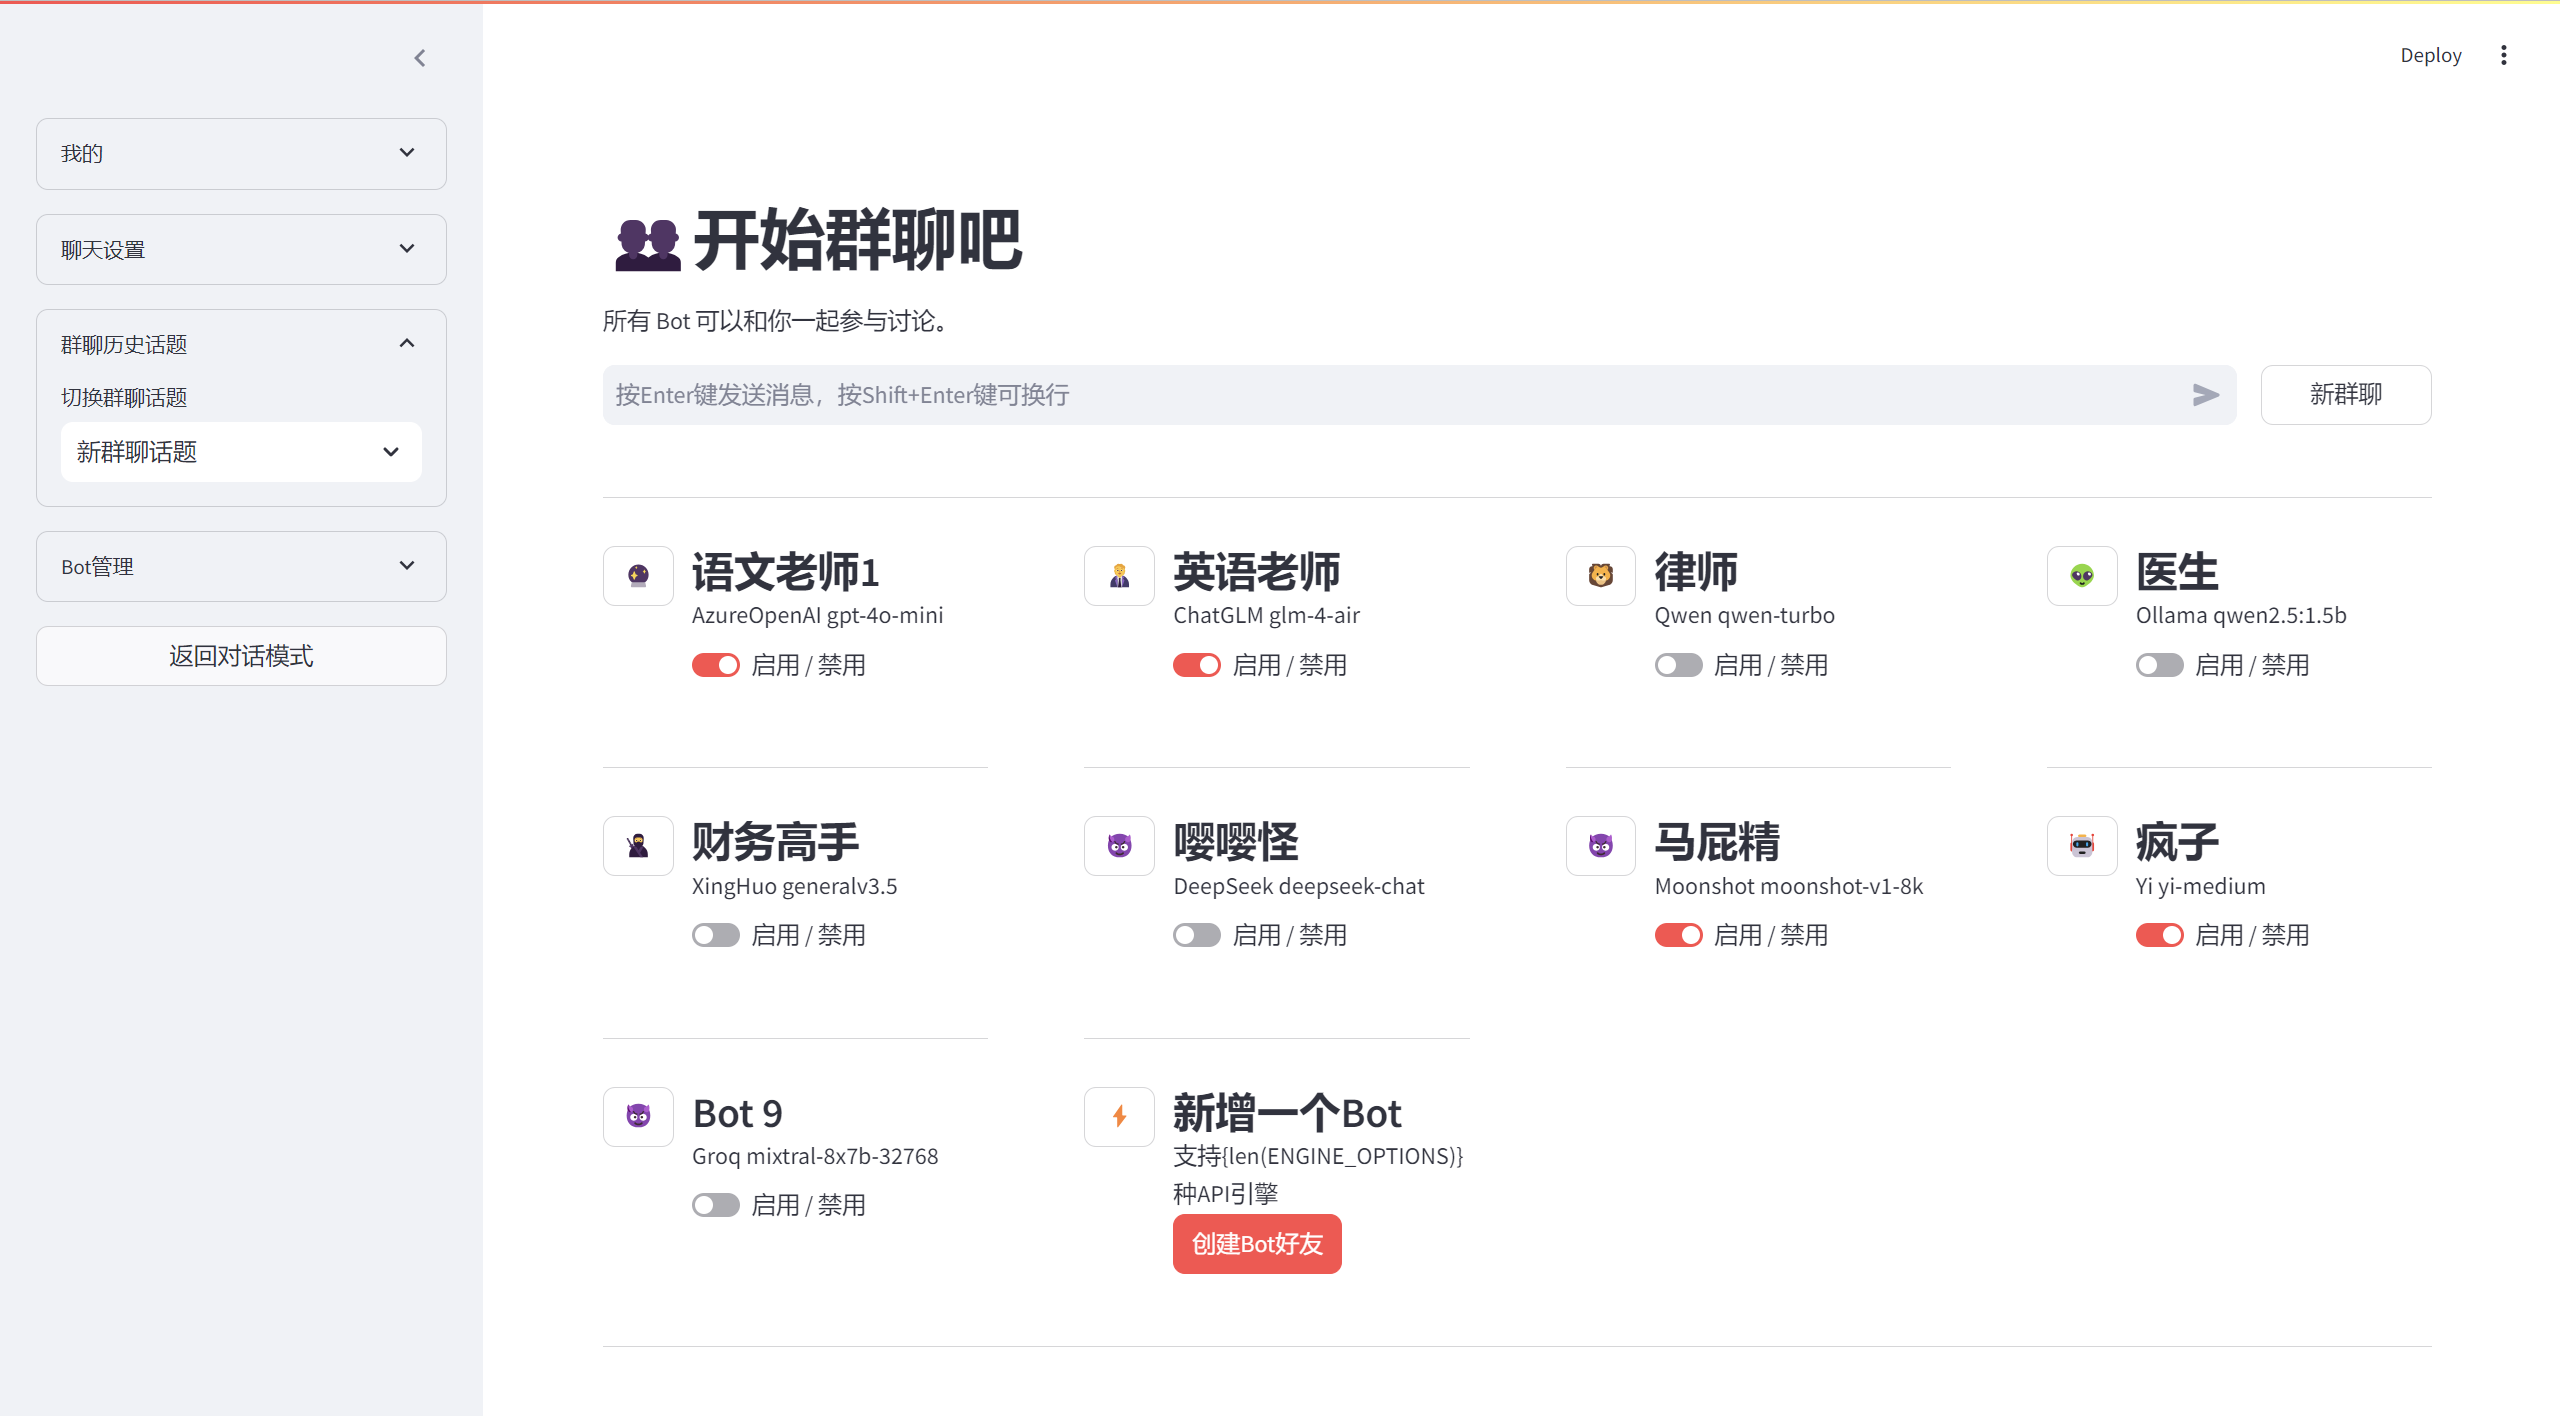 Deploy
我的
聊天设置
群聊历史话题
切换群聊话题
新群聊话题
Bot管理
返回对话模式
开始群聊吧
所有 Bot 可以和你一起参与讨论。
按Enter键发送消息，按Shift+Enter键可换行
新群聊
语文老师1
AzureOpenAI gpt-4o-mini
启用 / 禁用
英语老师
ChatGLM glm-4-air
启用 / 禁用
律师
Qwen qwen-turbo
启用 / 禁用
医生
Ollama qwen2.5:1.5b
启用 / 禁用
财务高手
XingHuo generalv3.5
启用 / 禁用
嘤嘤怪
DeepSeek deepseek-chat
启用 / 禁用
马屁精
Moonshot moonshot-v1-8k
启用 / 禁用
疯子
Yi yi-medium
启用 / 禁用
Bot 9
Groq mixtral-8x7b-32768
启用 / 禁用
新增一个Bot
支持{len(ENGINE_OPTIONS)}
种API引擎
创建Bot好友